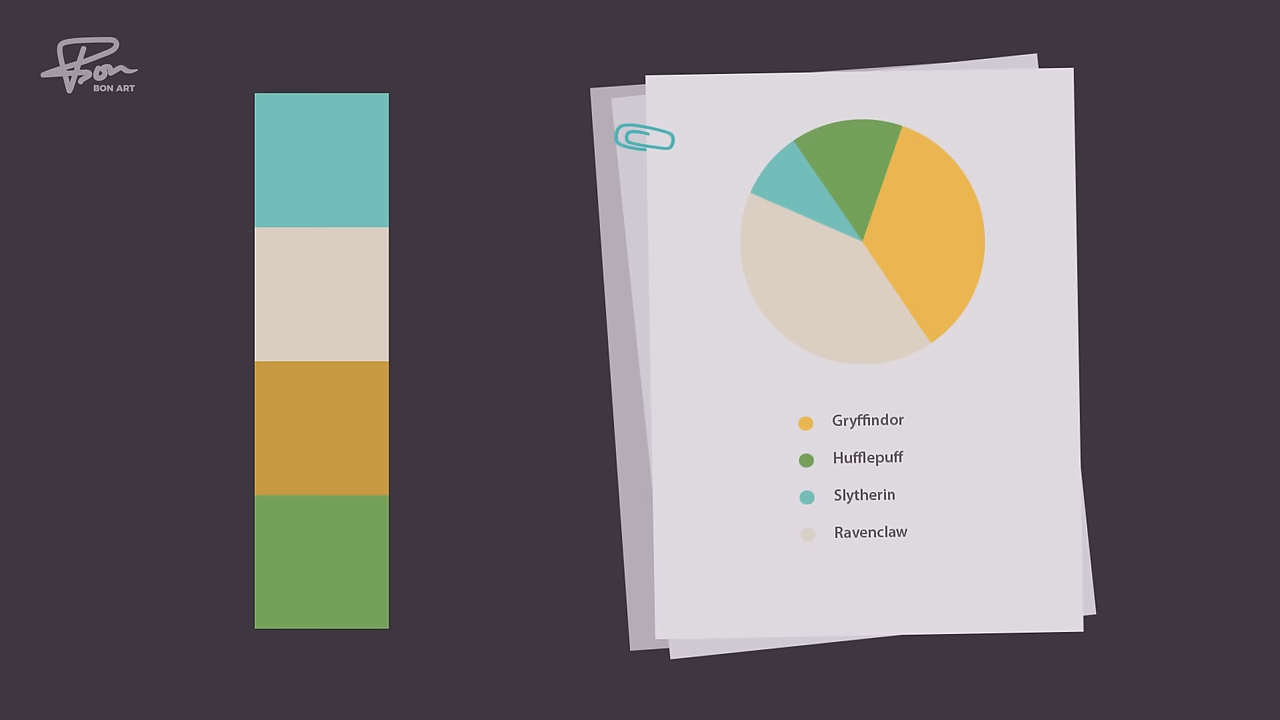 Bon
BON ART
Gryffindor
Hufflepuff
Slytherin
Ravenclaw